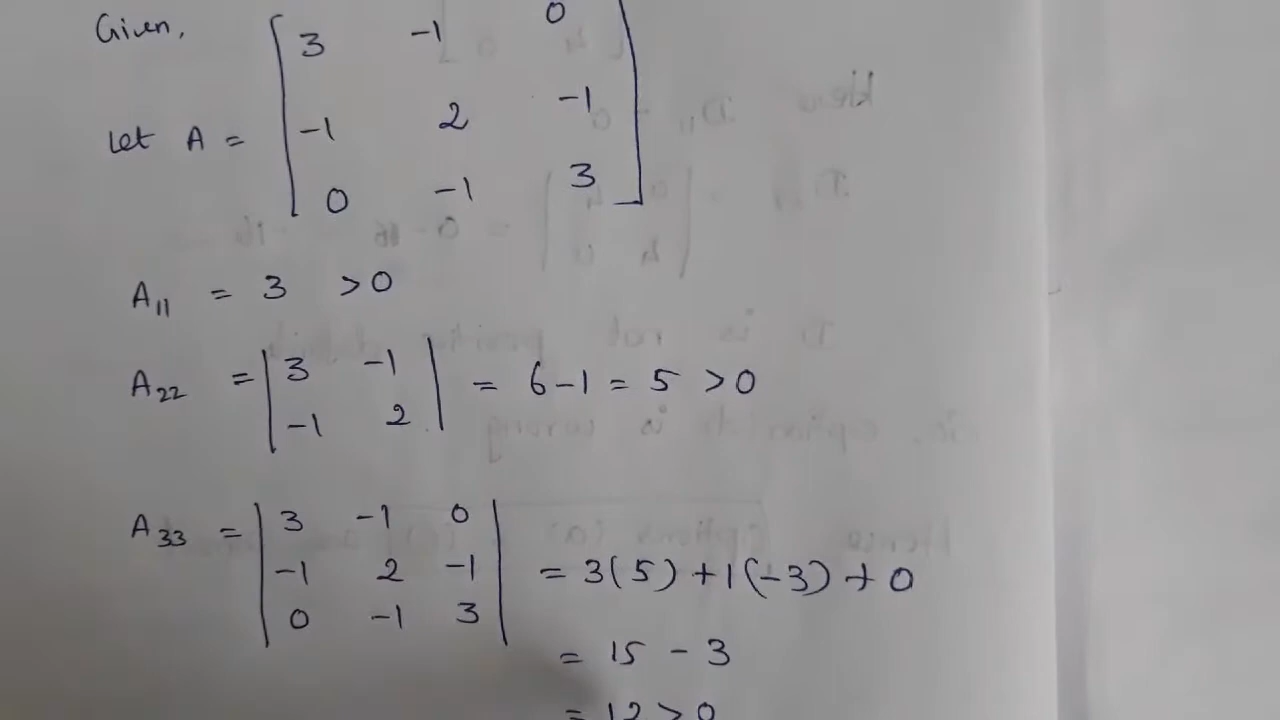 Given,
Let A = [ 3 -1 0
-1 2 -1
0 -1 3 ]
A11 = 3 >0
A22 = | 3 -1
-1 2 | = 6-1 = 5 >0
A33 = | 3 -1 0
-1 2 -1
0 -1 3 | = 3(5) +1(-3) + 0
= 15 - 3
= 12 > 0